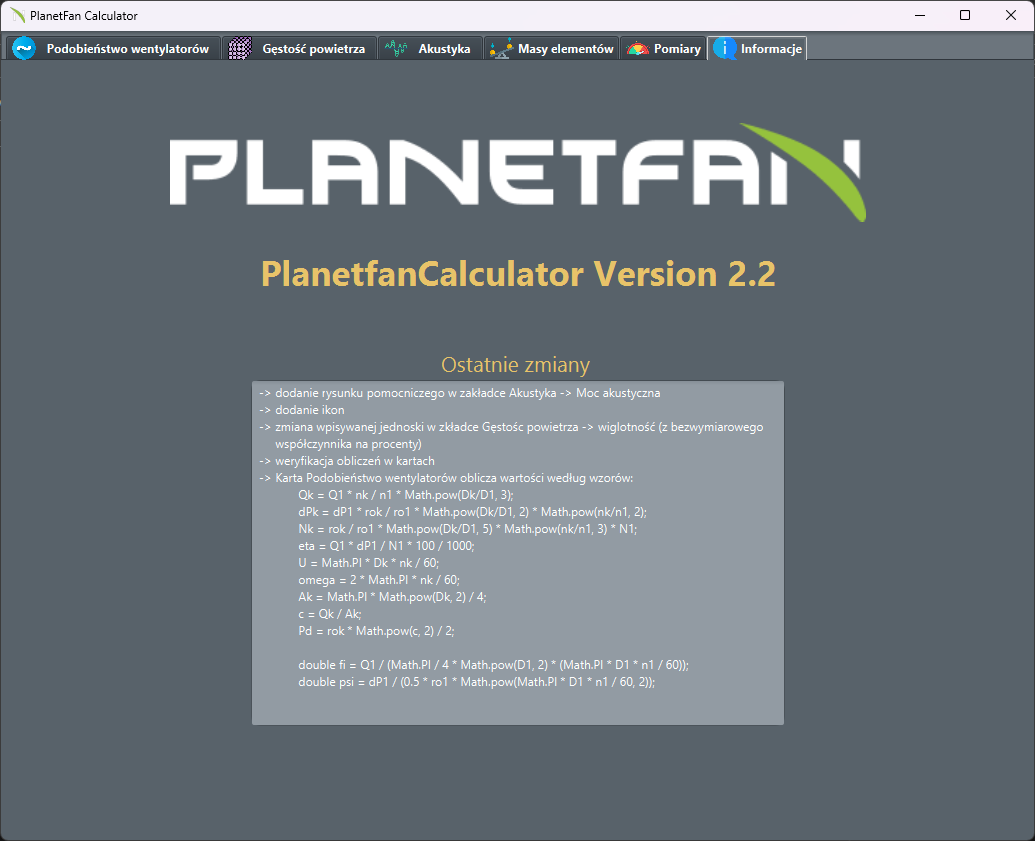 PlanetFan Calculator
Podobieństwo wentylatorów Gęstość powietrza Akustyka Masy elementów Pomiary Informacje
PLANETFAN
PlanetfanCalculator Version 2.2
Ostatnie zmiany
-> dodanie rysunku pomocniczego w zakładce Akustyka -> Moc akustyczna
-> dodanie ikon
-> zmiana wpisywanej jednoski w zkładce Gęstośc powietrza -> wiglotność (z bezwymiarowego
współczynnika na procenty)
-> weryfikacja obliczeń w kartach
-> Karta Podobieństwo wentylatorów oblicza wartości według wzorów:
Qk = Q1 * nk / n1 * Math.pow(Dk/D1, 3);
dPk = dP1 * rok / ro1 * Math.pow(Dk/D1, 2) * Math.pow(nk/n1, 2);
Nk = rok / ro1 * Math.pow(Dk/D1, 5) * Math.pow(nk/n1, 3) * N1;
eta = Q1 * dP1 / N1 * 100 / 1000;
U = Math.PI * Dk * nk / 60;
omega = 2 * Math.PI * nk / 60;
Ak = Math.PI * Math.pow(Dk, 2) / 4;
c = Qk / Ak;
Pd = rok * Math.pow(c, 2) / 2;
double fi = Q1 / (Math.PI / 4 * Math.pow(D1, 2) * (Math.PI * D1 * n1 / 60));
double psi = dP1 / (0.5 * ro1 * Math.pow(Math.PI * D1 * n1 / 60, 2));